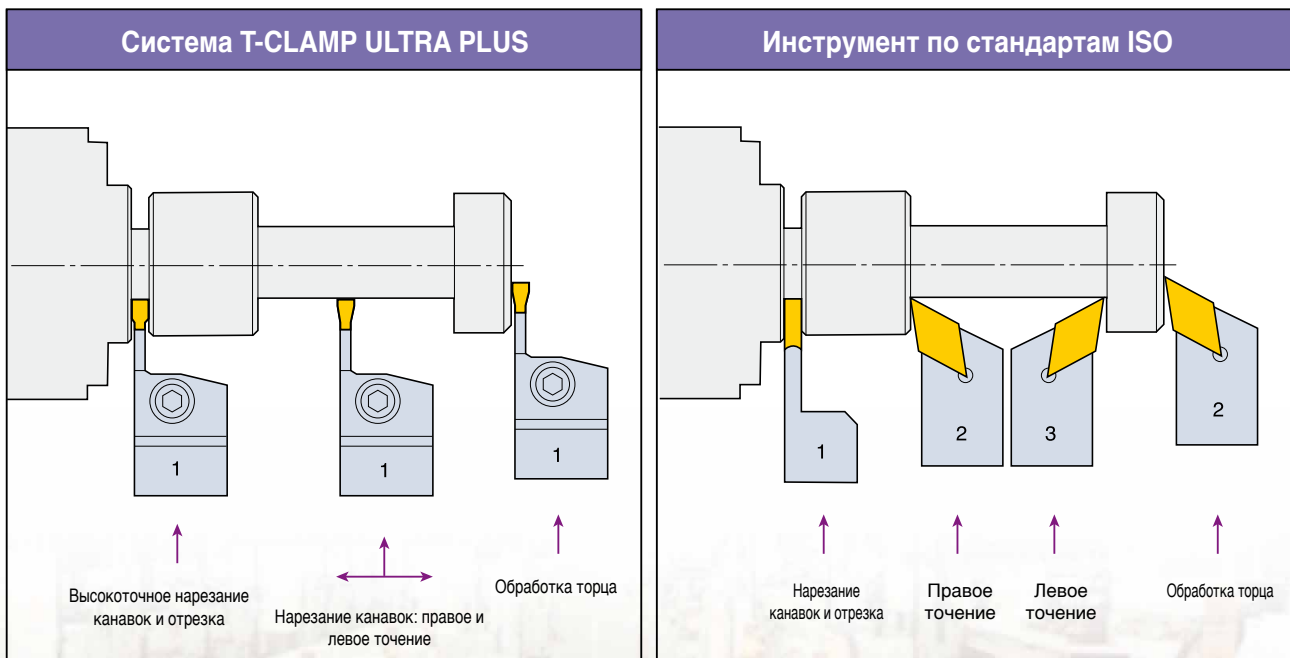 Система T-CLAMP ULTRA PLUS
1
1
1
Высокоточное нарезание
канавок и отрезка
Нарезание канавок: правое и
левое точение
Обработка торца
Инструмент по стандартам ISO
1
2
3
2
Нарезание
канавок и отрезка
Правое
точение
Левое
точение
Обработка торца